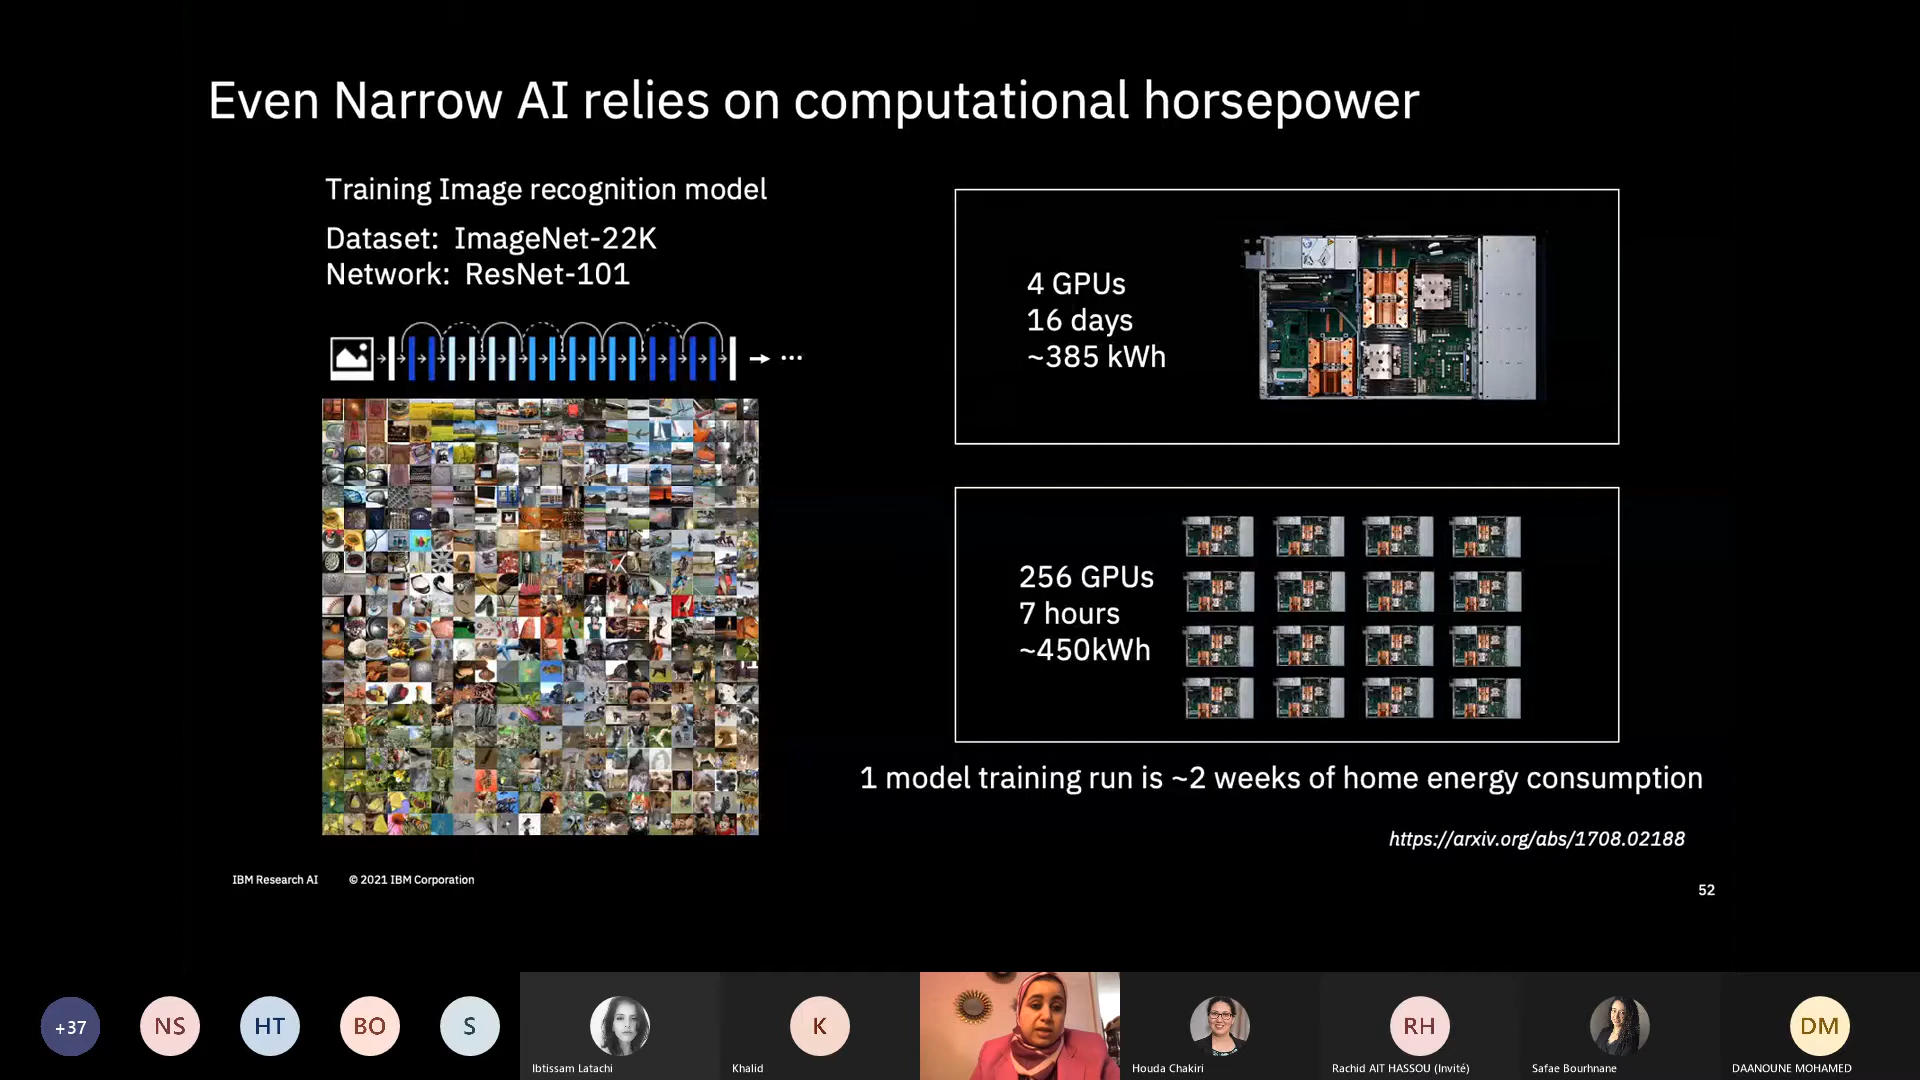 Even Narrow AI relies on computational horsepower
Training Image recognition model
Dataset: ImageNet-22K
Network: ResNet-101
4 GPUs
16 days
~385 kWh
256 GPUs
7 hours
~450kWh
1 model training run is ~2 weeks of home energy consumption
https://arxiv.org/abs/1708.02188
IBM Research AI © 2021 IBM Corporation
52
+37
NS
HT
BO
S
Ibtissam Latachi
K
Khalid
Houda Chakiri
RH
Rachid AIT HASSOU (Invité)
Safae Bourhnane
DM
DAANOUNE MOHAMED